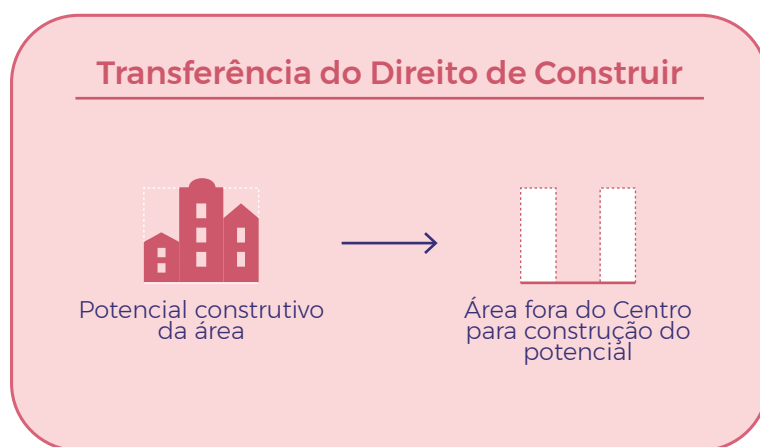 Transferência do Direito de Construir
Potencial construtivo
da área
Área fora do Centro
para construção do
potencial